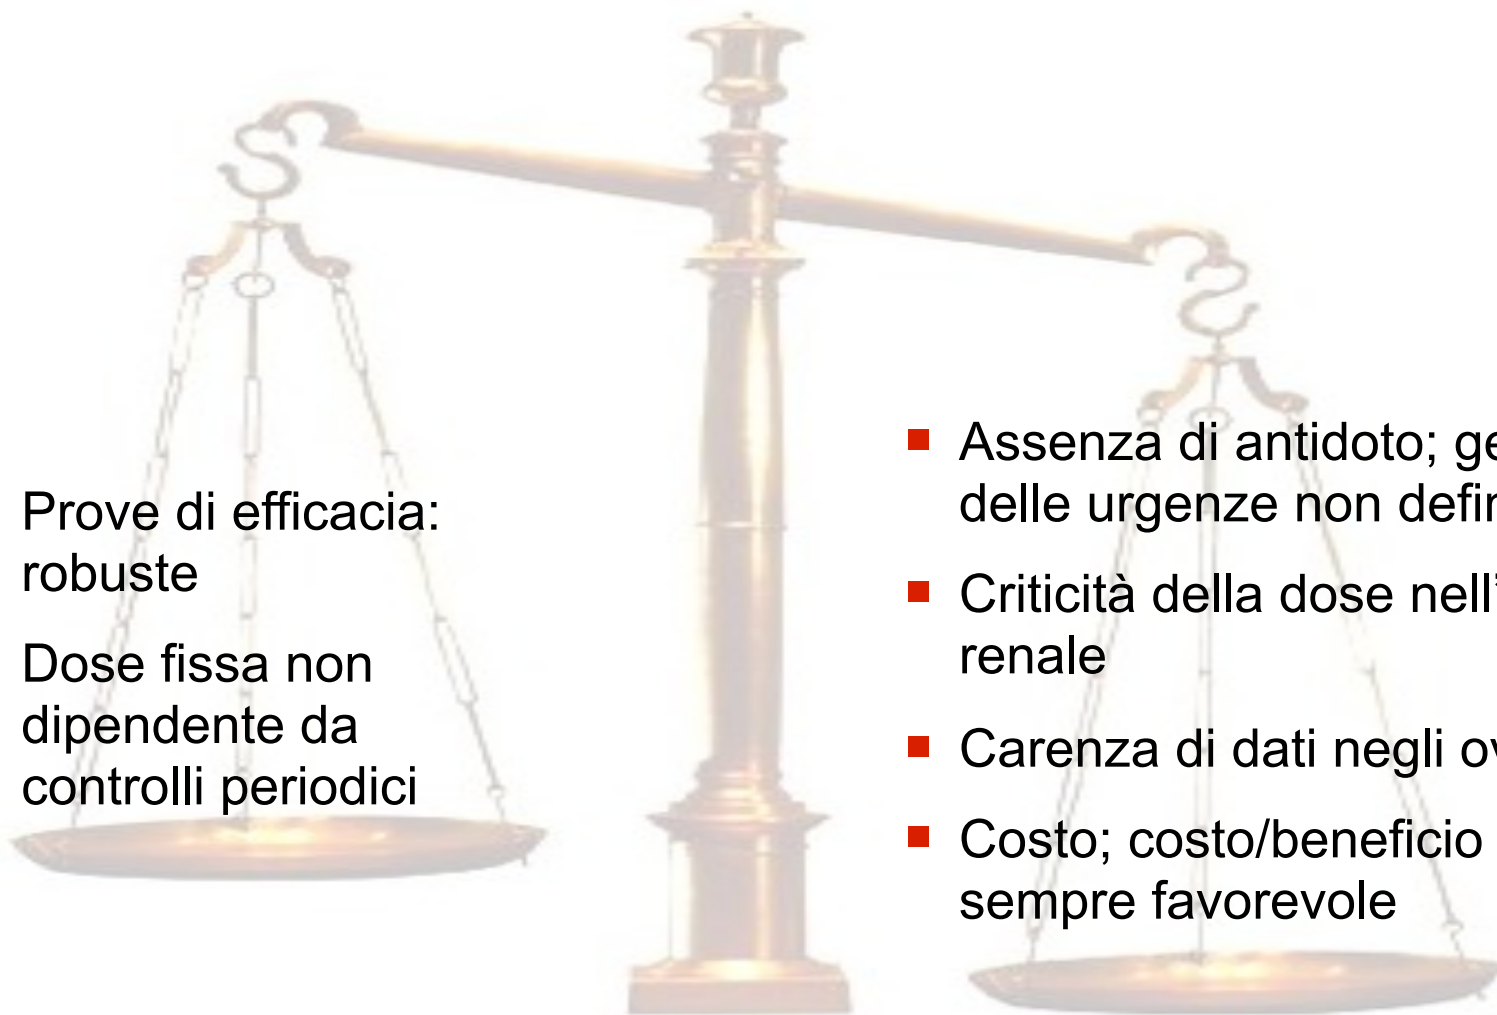 Prove di efficacia:
robuste
Dose fissa non
dipendente da
controlli periodici
Assenza di antidoto;
delle urgenze non
Criticità della dose
renale
Carenza di dati negli
Costo; costo/beneficio
sempre favorevole